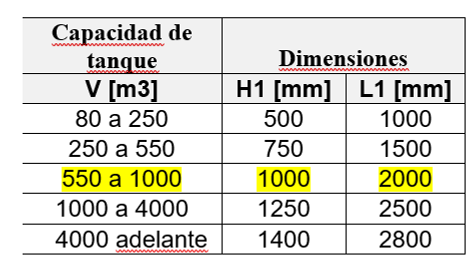 Capacidad de
tanque
Dimensiones
V [m3] H1 [mm] L1 [mm]
80 a 250 500 1000
250 a 550 750 1500
550 a 1000 1000 2000
1000 a 4000 1250 2500
4000 adelante 1400 2800